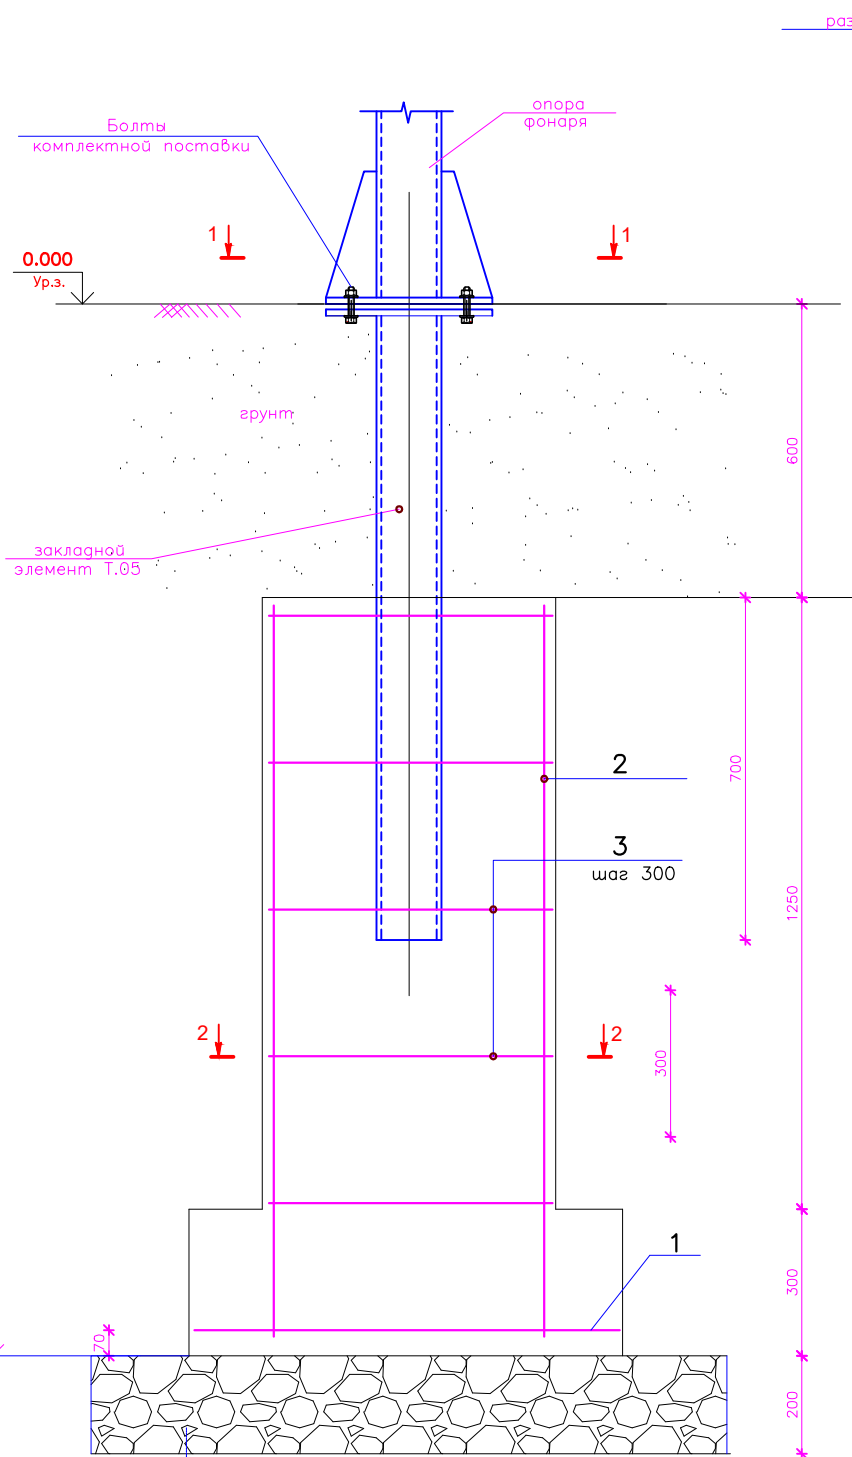 раз
опора
фонаря
Болты
комплектной поставки
1
1
0.000
Ур.з.
грунт
600
закладной
элемент Т.05
2
700
3
шаг 300
1250
2
2
300
1
300
70
200